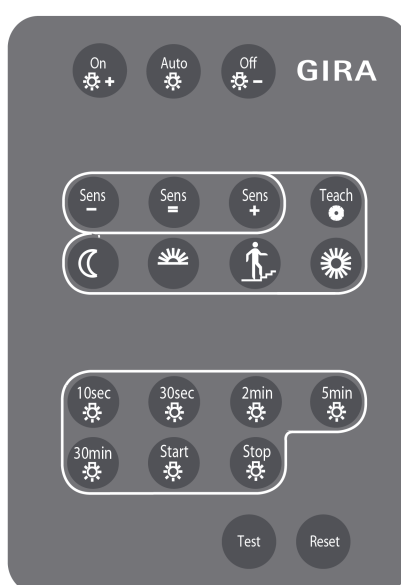 On Auto Off GIRA
+ -
Sens Sens Sens Teach
- = +
10sec 30sec 2min 5min
30min Start Stop
Test Reset